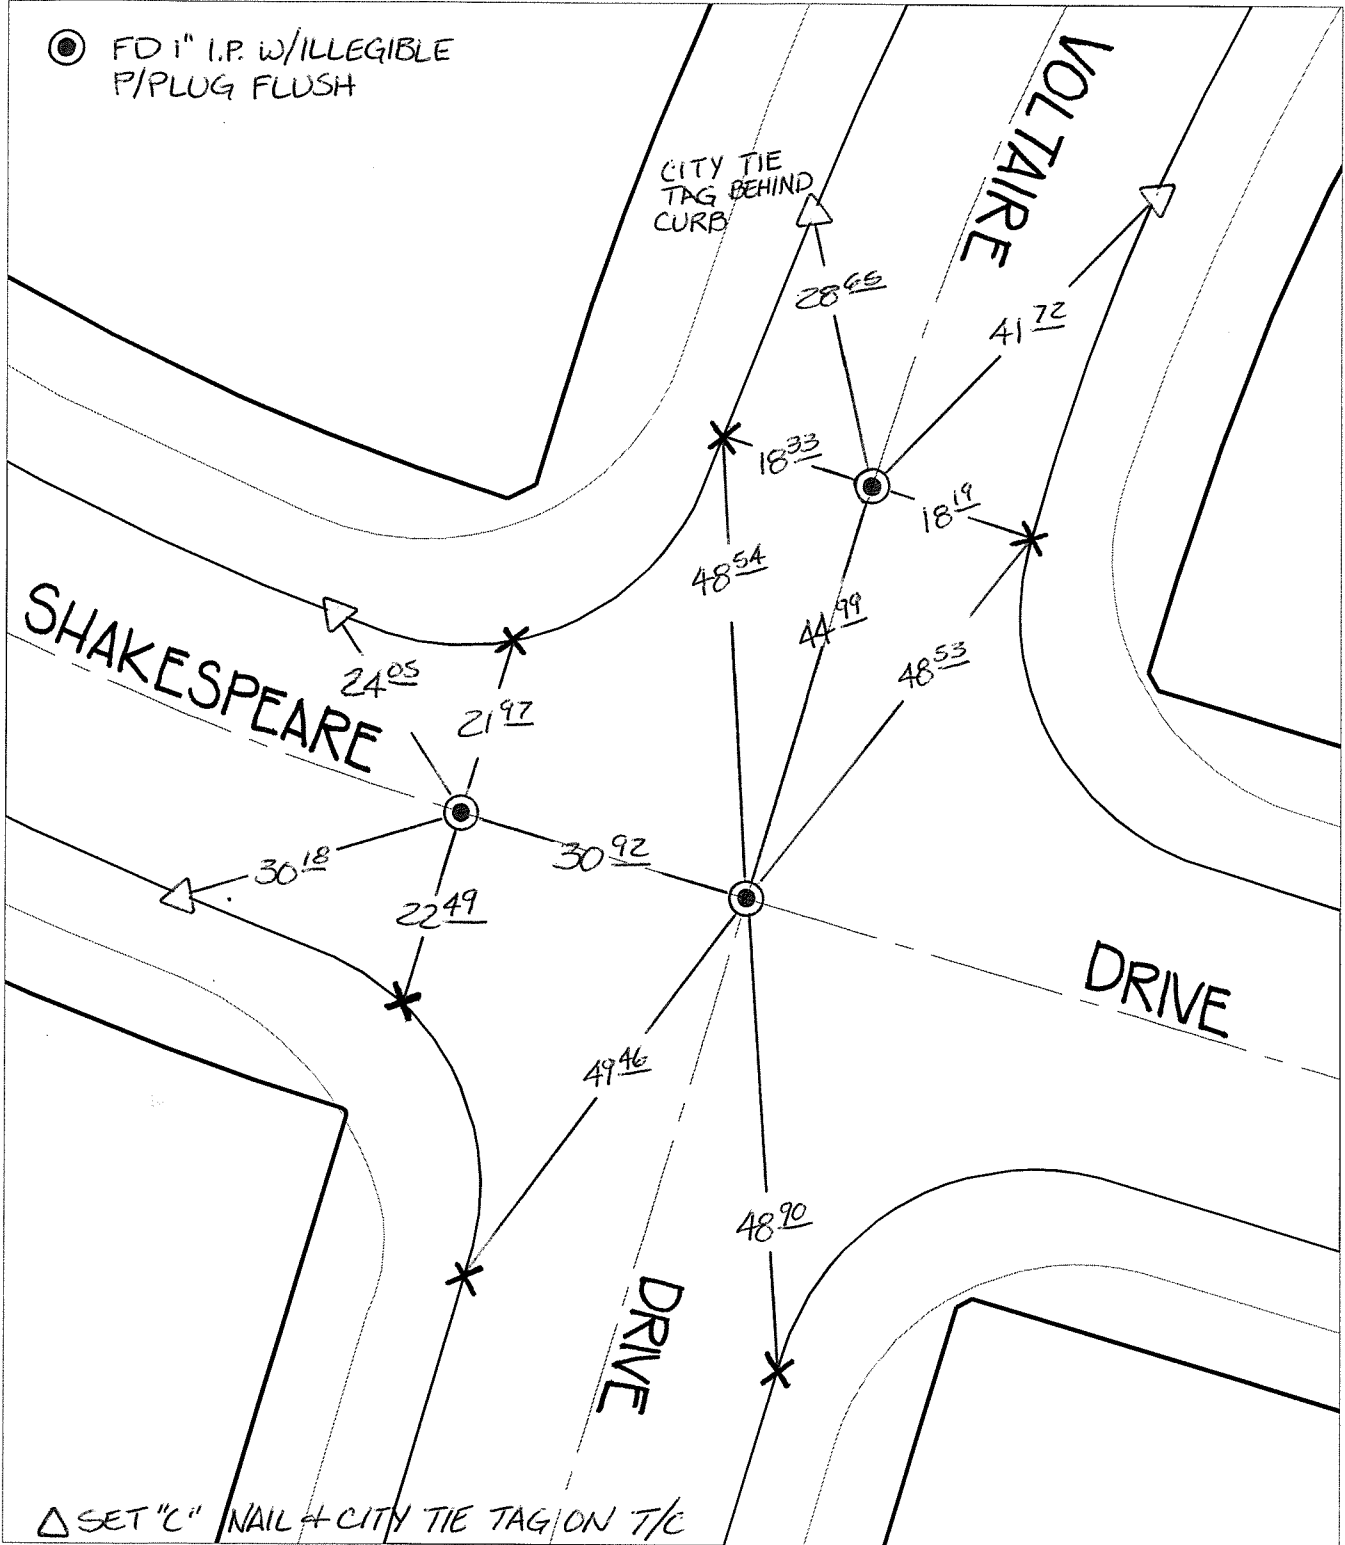 FD 1" I.P. W/ILLEGIBLE
P/PLUG FLUSH
VOLTAIRE
CITY TIE
TAG BEHIND
CURB
28 65
41 72
18 33
18 19
48 54
44 99
48 53
SHAKESPEARE
24 05
21 97
30 18
30 92
22 49
DRIVE
49 46
48 90
DRIVE
SET "C" NAIL + CITY TIE TAG ON T/C